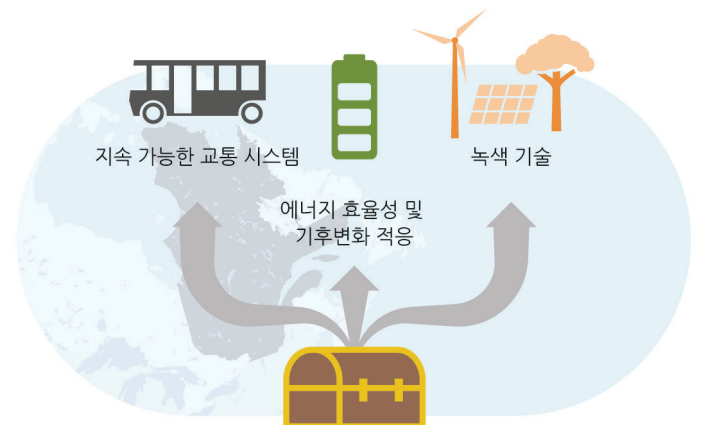 지속 가능한 교통 시스템
녹색 기술
에너지 효율성 및
기후변화 적응